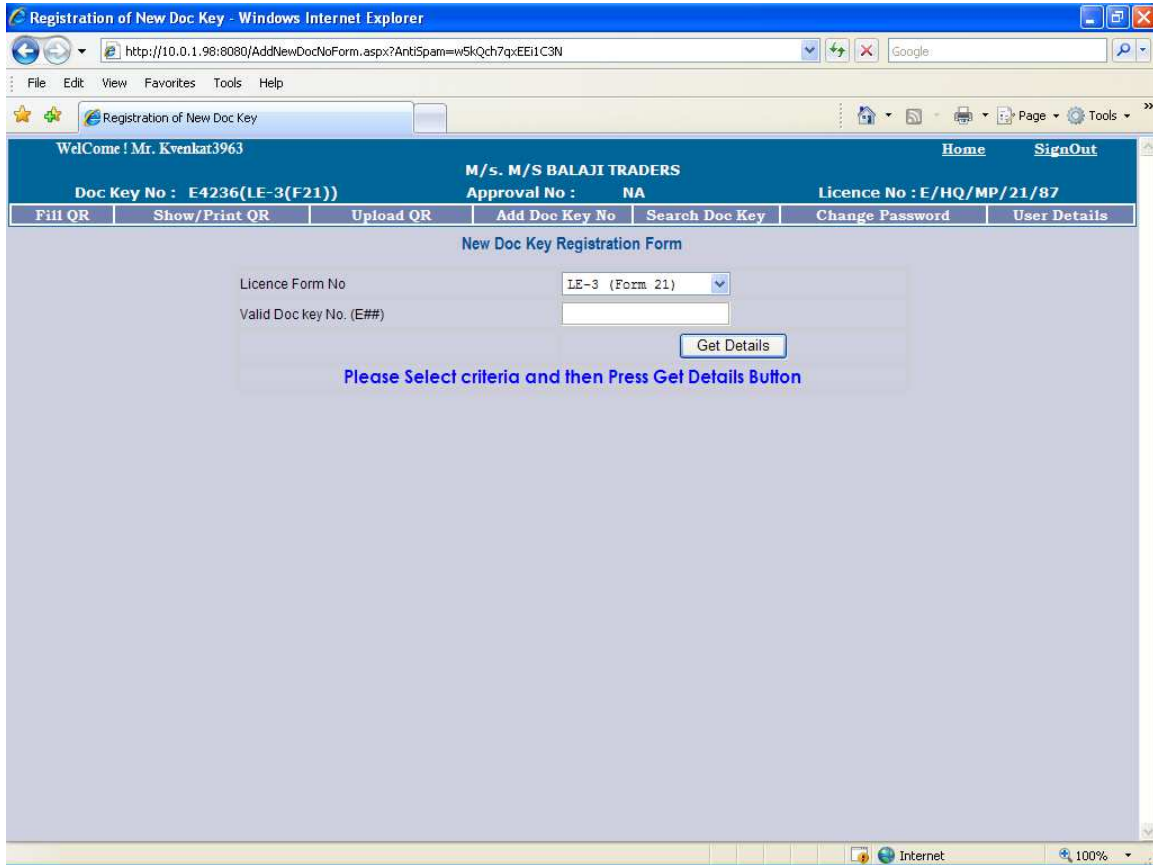 Registration of New Doc Key - Windows Internet Explorer
http://10.0.1.98:8080/AddNewDocNoForm.aspx?AntiSpam=w5kQch7qxEEi1C3N
Google
File Edit View Favorites Tools Help
Registration of New Doc Key
Page Tools »
WelCome ! Mr. Kvenkat3963 Home SignOut
M/s. M/S BALAJI TRADERS
Doc Key No : E4236(LE-3(F21)) Approval No : NA Licence No : E/HQ/MP/21/87
Fill QR Show/Print QR Upload QR Add Doc Key No Search Doc Key Change Password User Details
New Doc Key Registration Form
Licence Form No LE-3 (Form 21)
Valid Doc key No. (E##)
Get Details
Please Select criteria and then Press Get Details Button
Internet 100%